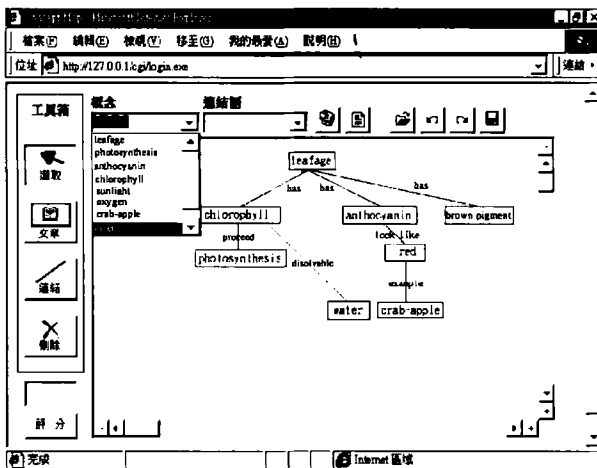 檔案(F) 編輯(E) 檢視(V) 移至(G) 我的最愛(A) 說明(H)
位址 http://127.0.0.1/cgi/login.exe 連結
工具箱
概念
連結語
選取
文章
連結
刪除
評分
leafage
photosynthesis
anthocyanin
chlorophyll
sunlight
oxygen
crab-apple
leafage
has has has
chlorophyll anthocyanin brown pigment
proceed look like
photosynthesis disolvable red
example
water crab-apple
完成 Internet 區域